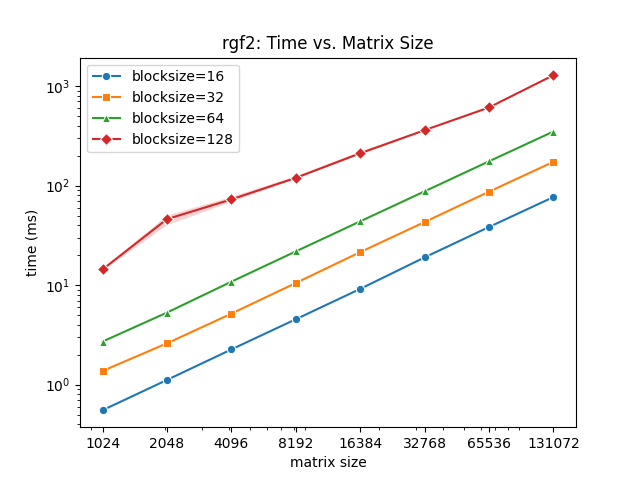 rgf2: Time vs. Matrix Size
blocksize=16
blocksize=32
blocksize=64
blocksize=128
time (ms)
10³
10²
10¹
10⁰
1024 2048 4096 8192 16384 32768 65536 131072
matrix size